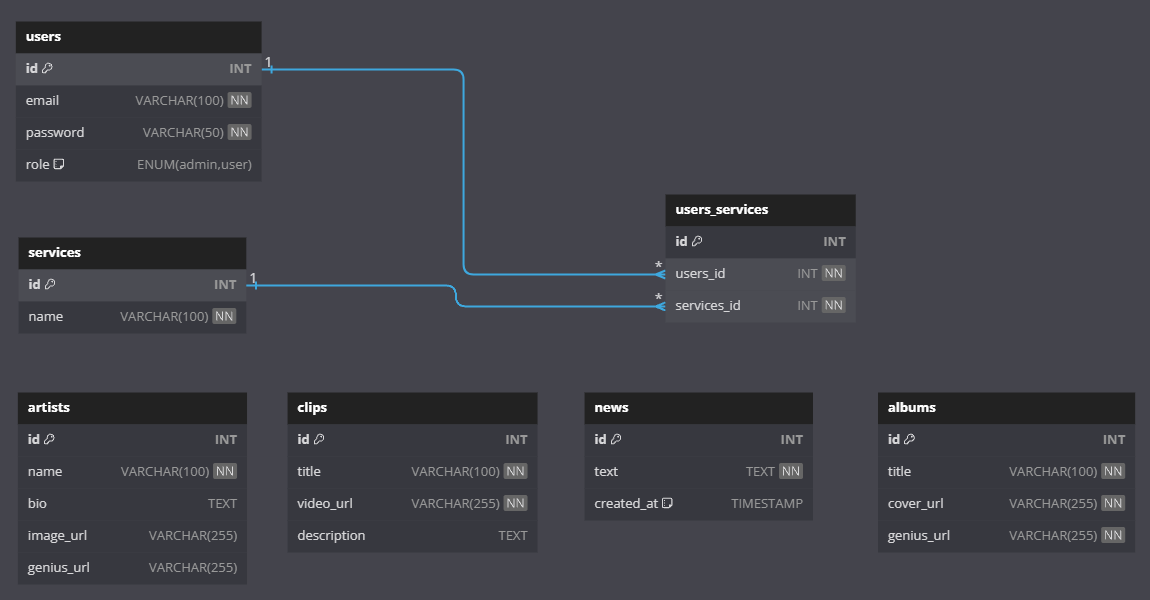 users
id INT
email VARCHAR(100) NN
password VARCHAR(50) NN
role ENUM(admin,user)
1
services
id INT
name VARCHAR(100) NN
1
users_services
id INT
* users_id INT NN
* services_id INT NN
artists
id INT
name VARCHAR(100) NN
bio TEXT
image_url VARCHAR(255)
genius_url VARCHAR(255)
clips
id INT
title VARCHAR(100) NN
video_url VARCHAR(255) NN
description TEXT
news
id INT
text TEXT NN
created_at TIMESTAMP
albums
id INT
title VARCHAR(100) NN
cover_url VARCHAR(255) NN
genius_url VARCHAR(255) NN